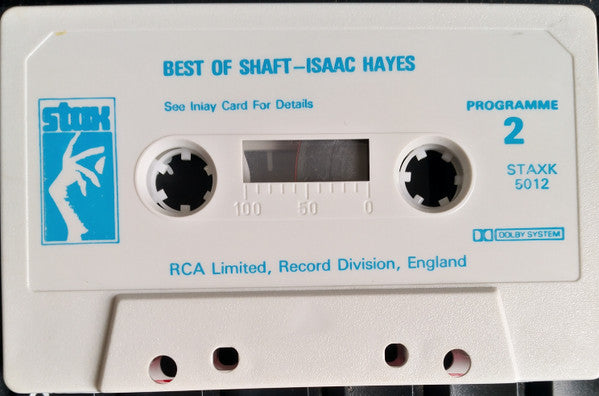 BEST OF SHAFT–ISAAC HAYES
See Inlay Card For Details
PROGRAMME
2
stax
STAXK
5012
100 50 0
DOLBY SYSTEM
RCA Limited, Record Division, England